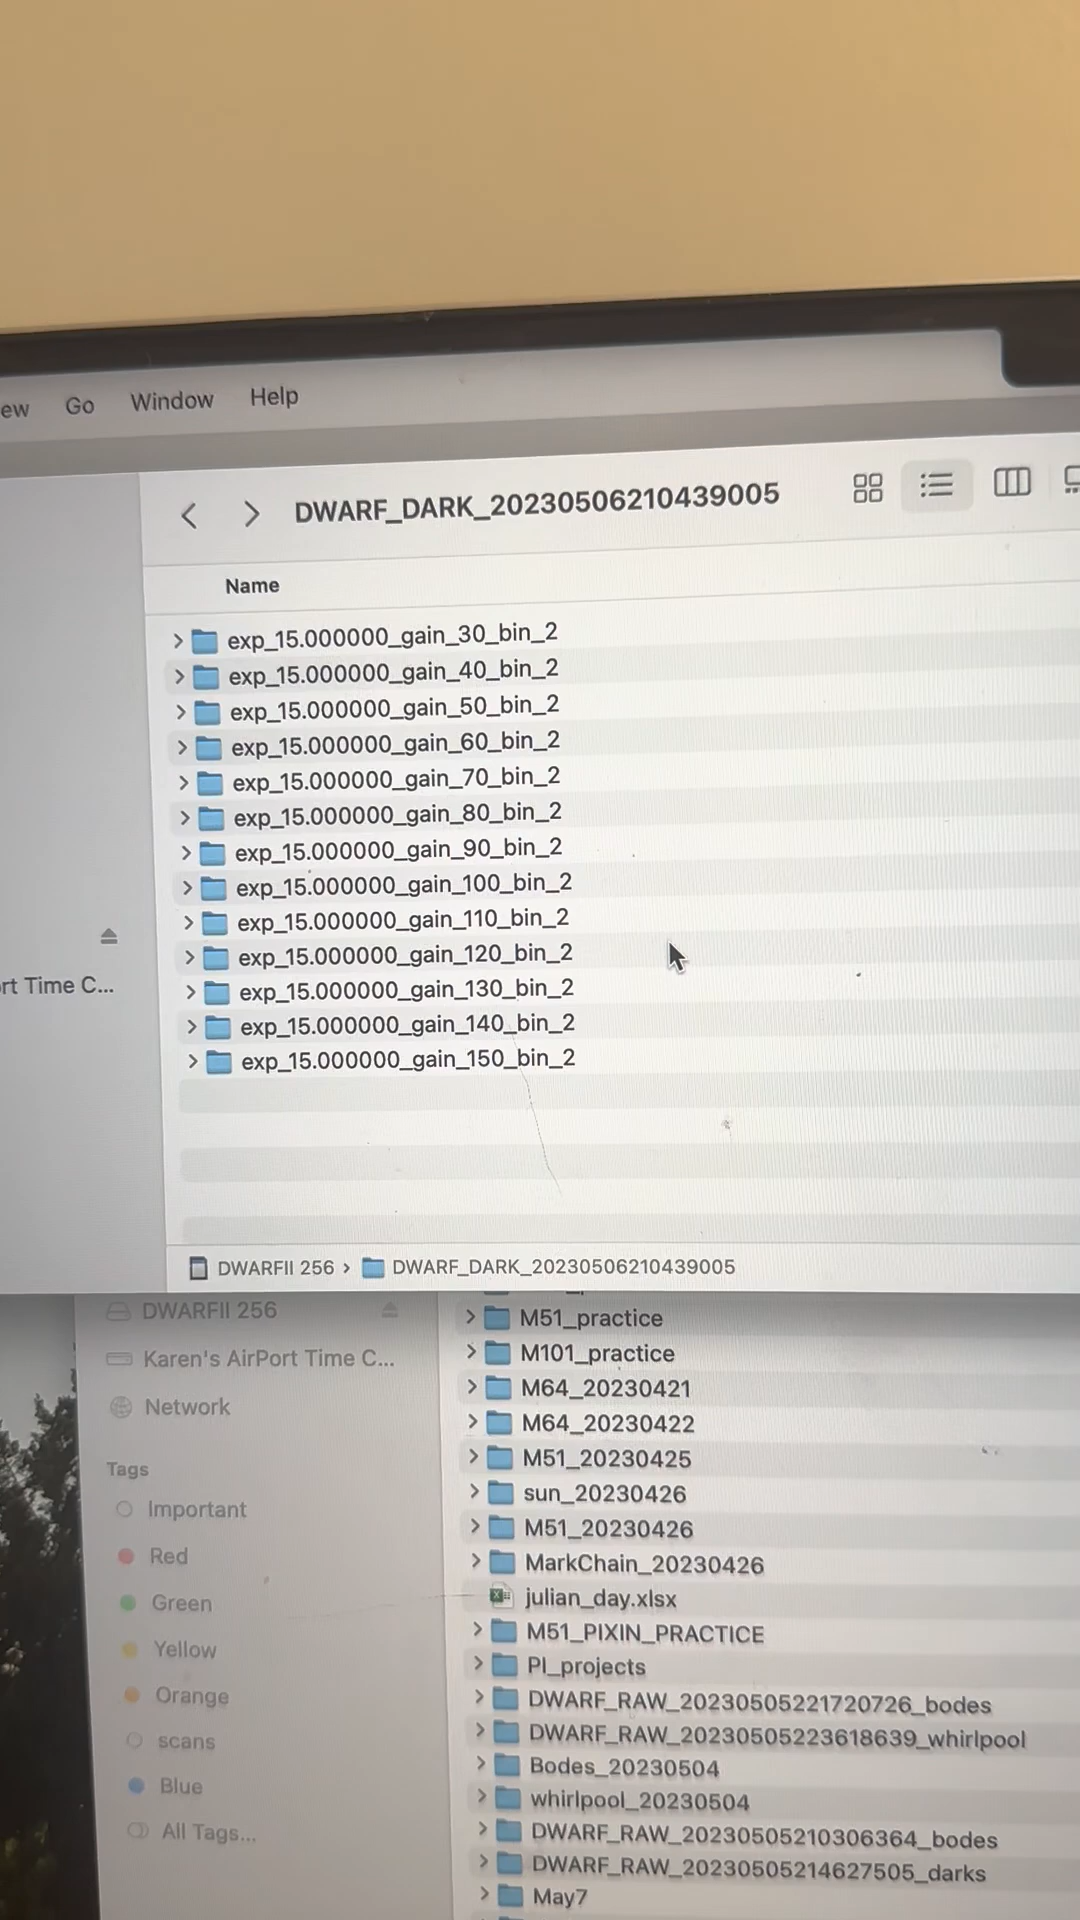 ew Go Window Help
DWARF_DARK_20230506210439005
Name
exp_15.000000_gain_30_bin_2
exp_15.000000_gain_40_bin_2
exp_15.000000_gain_50_bin_2
exp_15.000000_gain_60_bin_2
exp_15.000000_gain_70_bin_2
exp_15.000000_gain_80_bin_2
exp_15.000000_gain_90_bin_2
exp_15.000000_gain_100_bin_2
exp_15.000000_gain_110_bin_2
exp_15.000000_gain_120_bin_2
exp_15.000000_gain_130_bin_2
exp_15.000000_gain_140_bin_2
exp_15.000000_gain_150_bin_2
rt Time C...
DWARFII 256 › DWARF_DARK_20230506210439005
DWARFII 256
Karen's AirPort Time C...
Network
Tags
Important
Red
Green
Yellow
Orange
scans
Blue
All Tags...
M51_practice
M101_practice
M64_20230421
M64_20230422
M51_20230425
sun_20230426
M51_20230426
MarkChain_20230426
julian_day.xlsx
M51_PIXIN_PRACTICE
PI_projects
DWARF_RAW_20230505221720726_bodes
DWARF_RAW_20230505223618639_whirlpool
Bodes_20230504
whirlpool_20230504
DWARF_RAW_20230505210306364_bodes
DWARF_RAW_20230505214627505_darks
May7